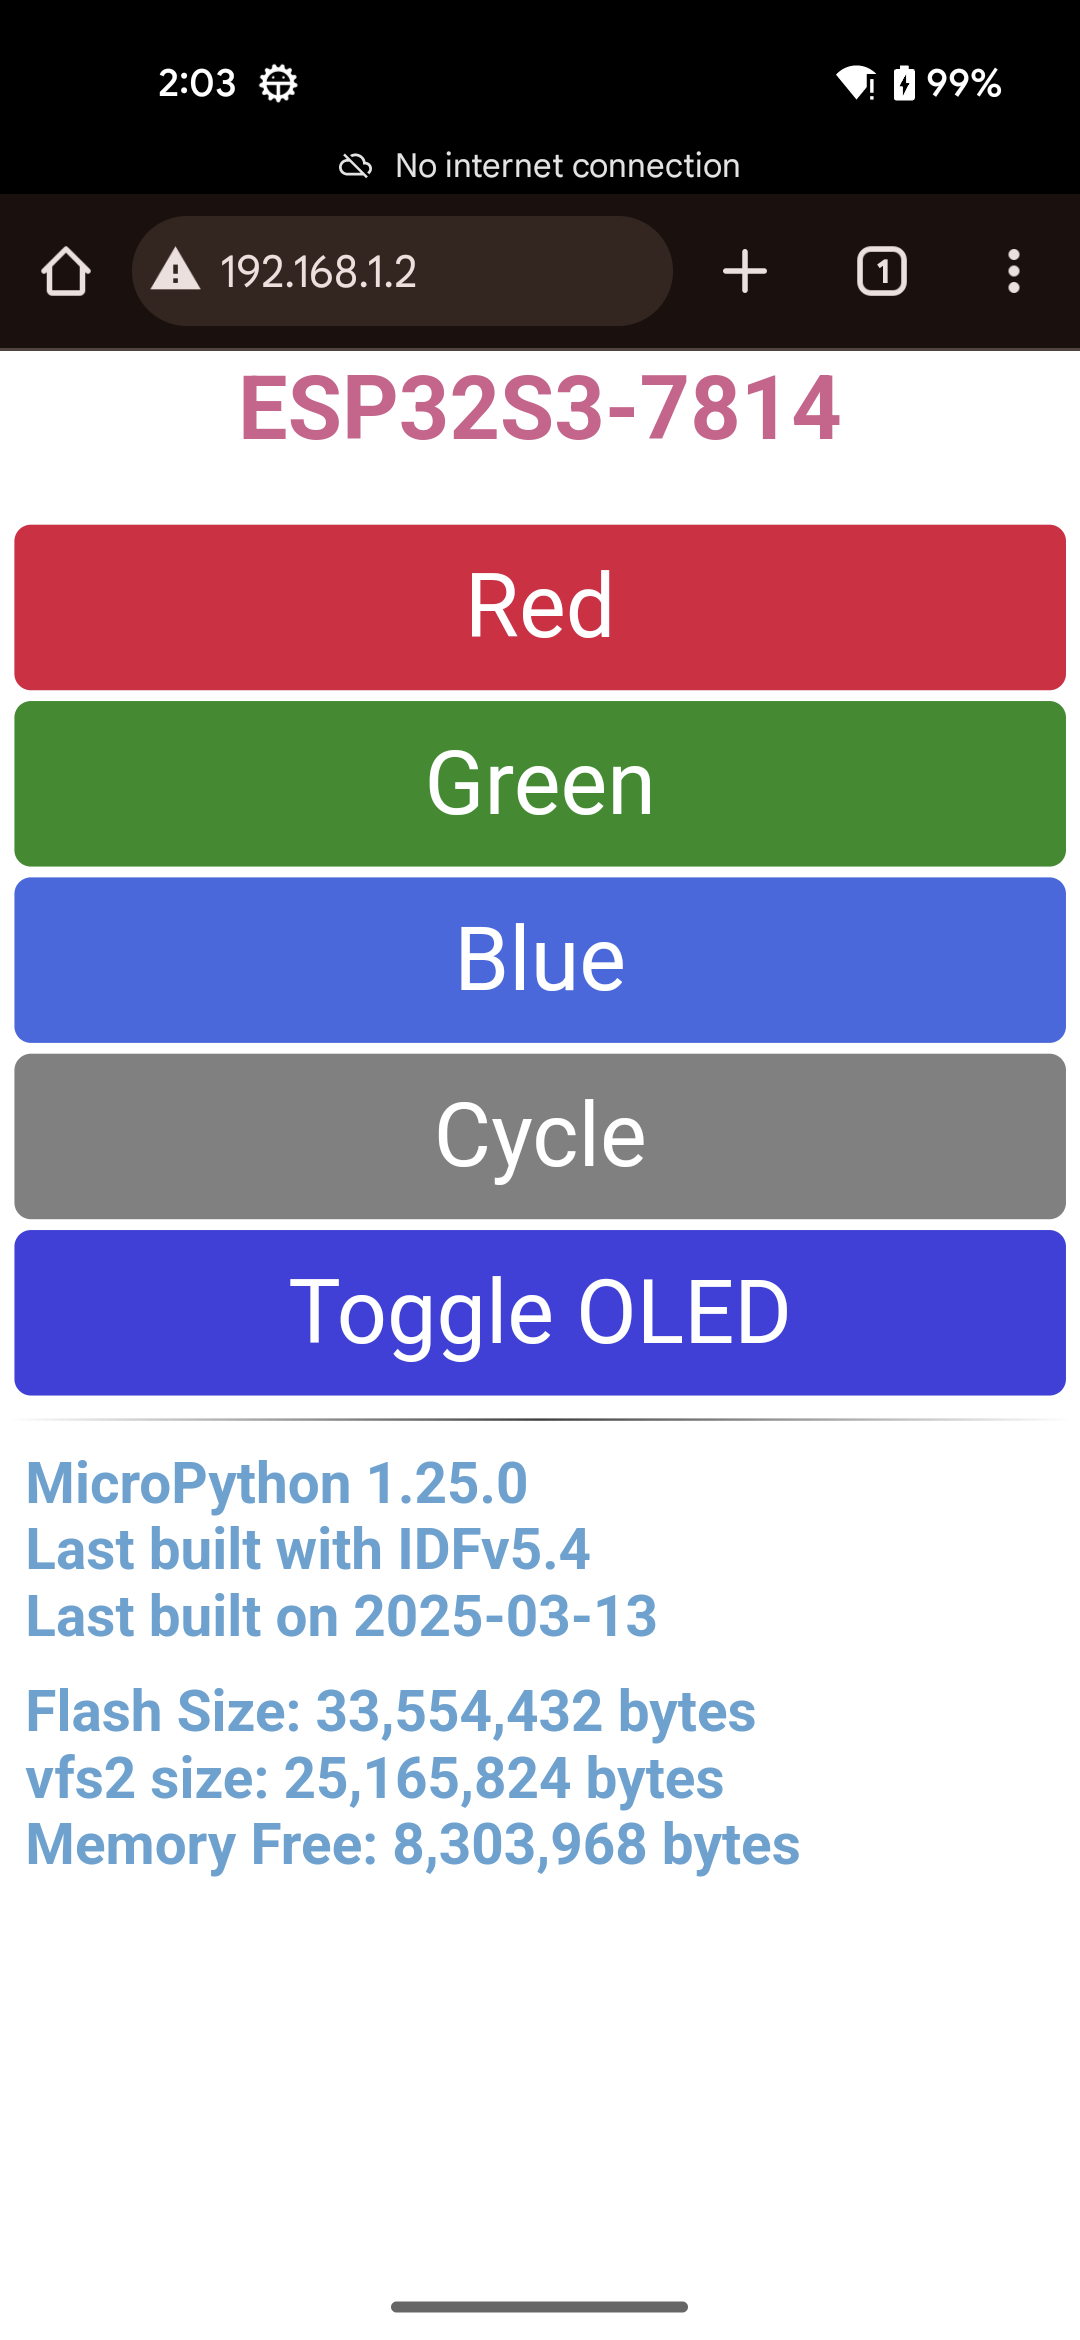 2:03 99%
No internet connection
192.168.1.2 1
ESP32S3-7814
Red
Green
Blue
Cycle
Toggle OLED
MicroPython 1.25.0
Last built with IDFv5.4
Last built on 2025-03-13
Flash Size: 33,554,432 bytes
vfs2 size: 25,165,824 bytes
Memory Free: 8,303,968 bytes